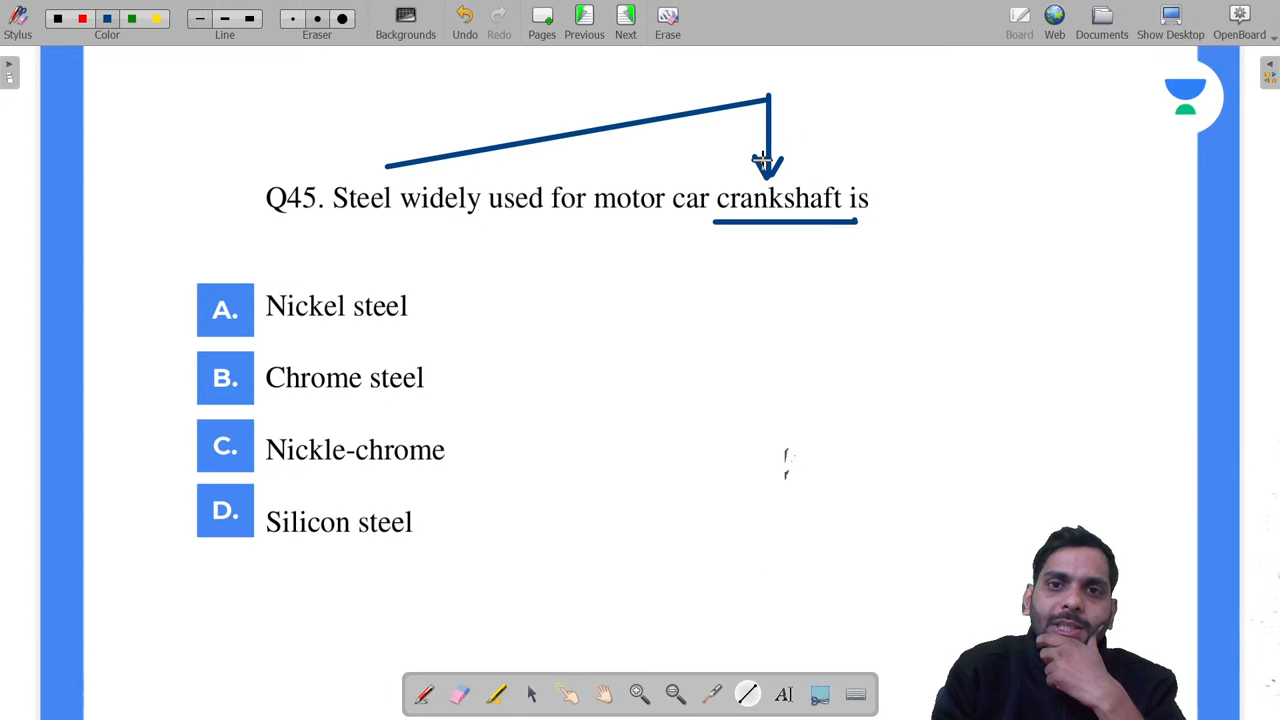 Stylus
Color
Line
Eraser
Backgrounds
Undo
Redo
Pages
Previous
Next
Erase
Board
Web
Documents
Show Desktop
OpenBoard
Q45. Steel widely used for motor car crankshaft is
A. Nickel steel
B. Chrome steel
C. Nickle-chrome
D. Silicon steel
AI